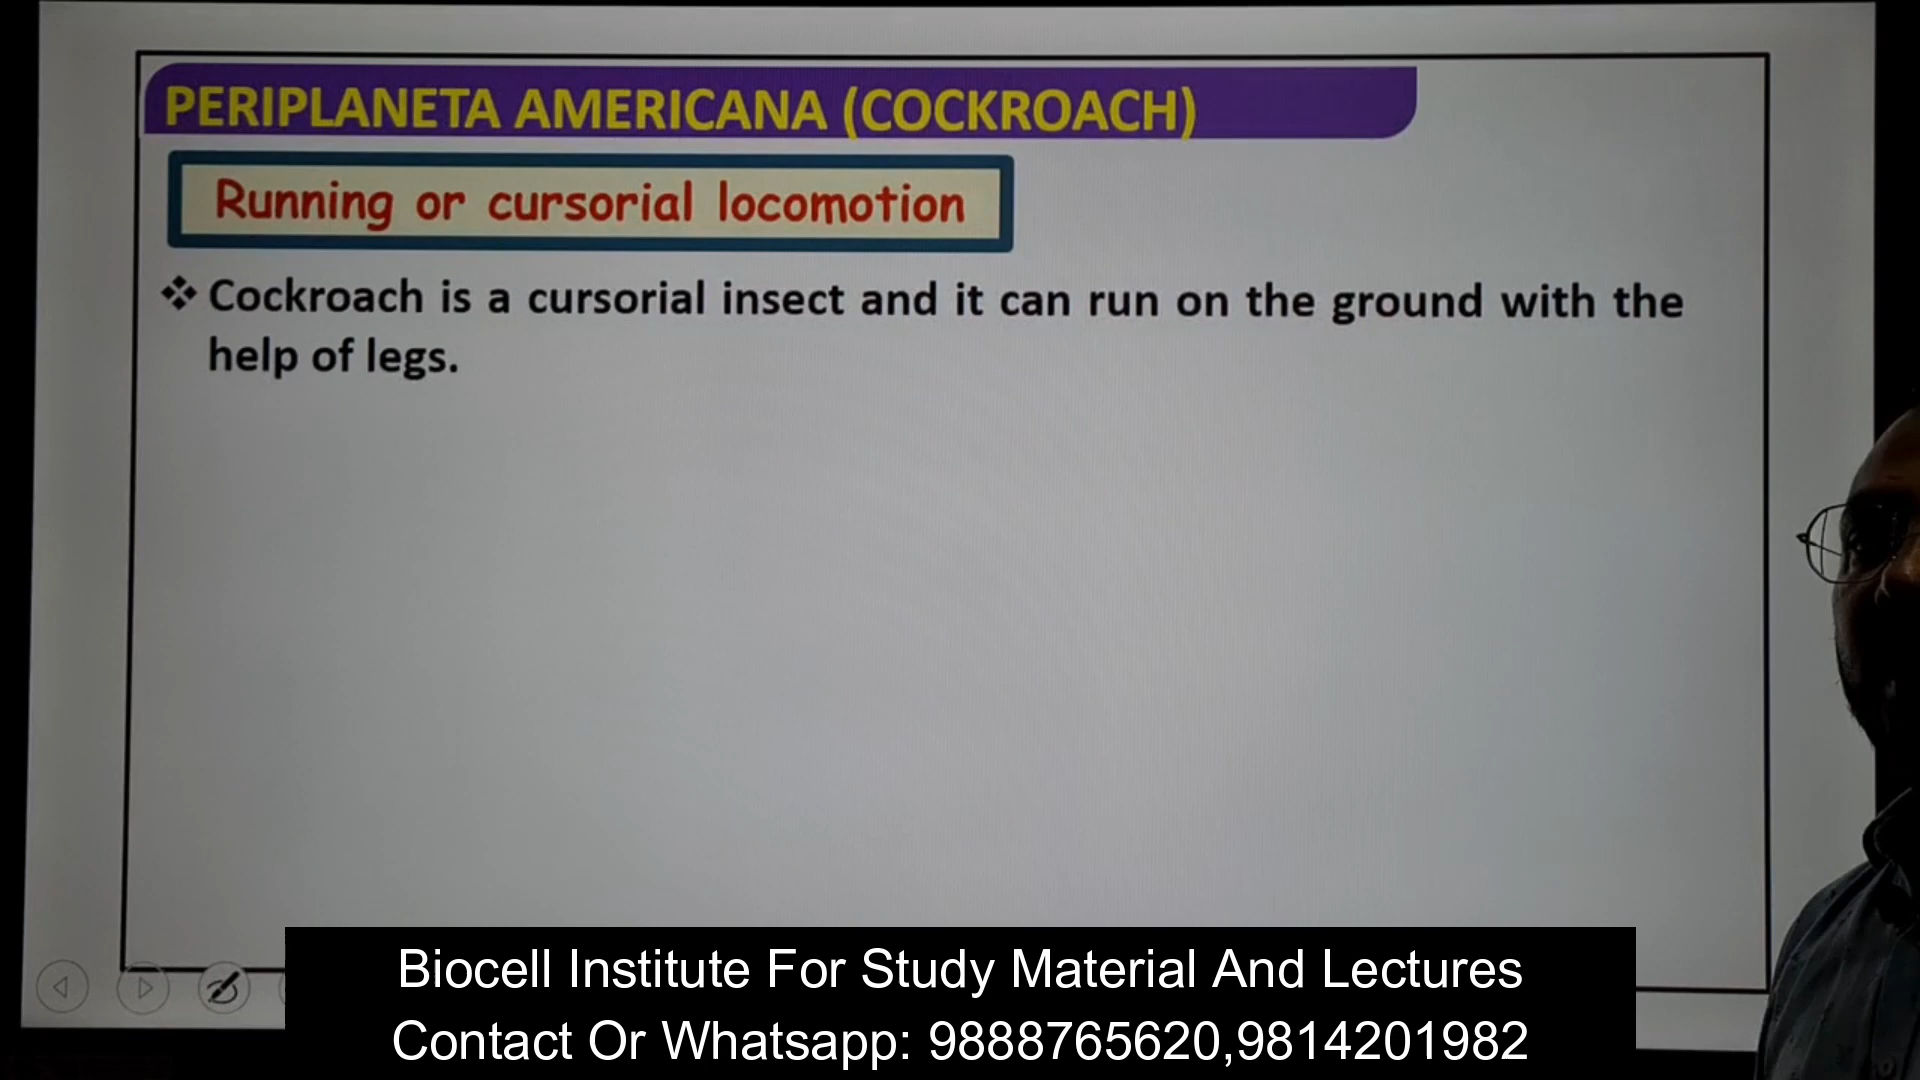 PERIPLANETA AMERICANA (COCKROACH)
Running or cursorial locomotion
❖ Cockroach is a cursorial insect and it can run on the ground with the
help of legs.
Biocell Institute For Study Material And Lectures
Contact Or Whatsapp: 9888765620,9814201982